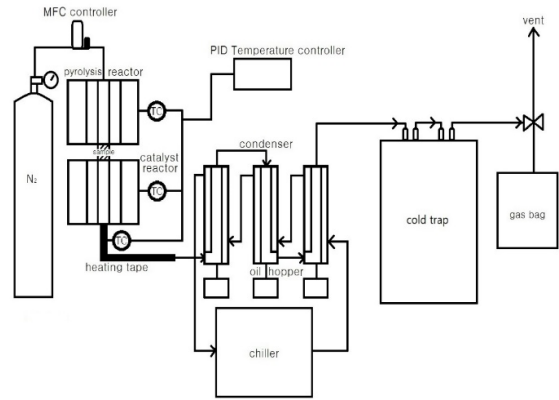 MFC controller
vent
PID Temperature controller
pyrolysis reactor
TC
sample
condenser
catalyst
reactor
TC
N₂
cold trap
gas bag
TC
heating tape
oil hopper
chiller